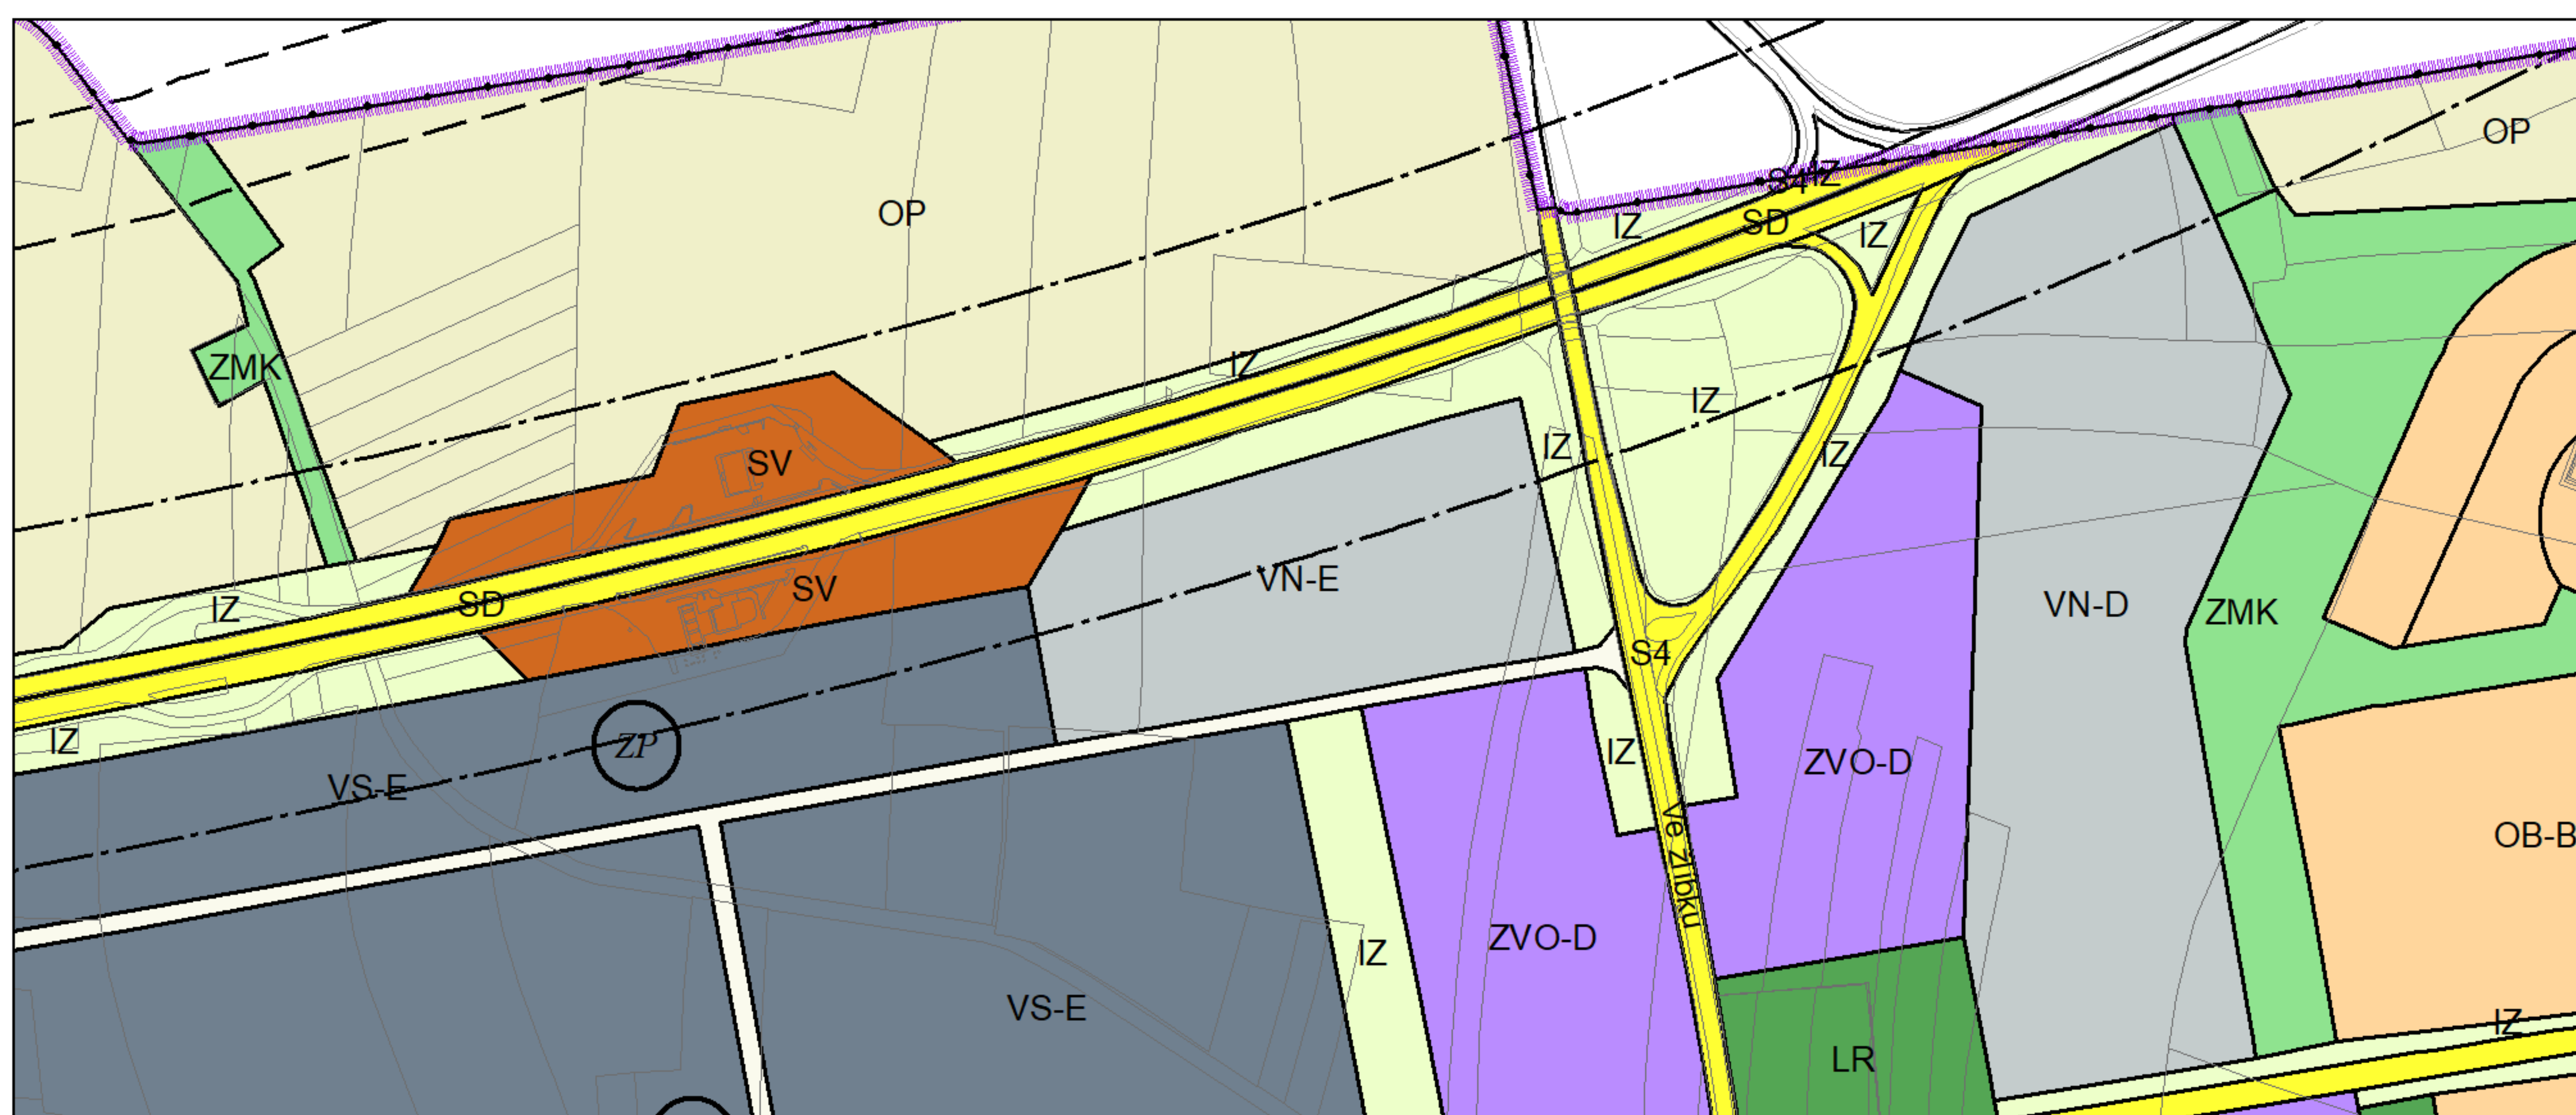 OP
S4
IZ
OP
IZ
SD
IZ
ZMK
IZ
IZ
SV
IZ
IZ
SV
VN-E
IZ
SD
VN-D
ZMK
S4
IZ
ZP
IZ
VS-E
ZVO-D
Ve žlíbku
OB-B
ZVO-D
IZ
VS-E
IZ
LR